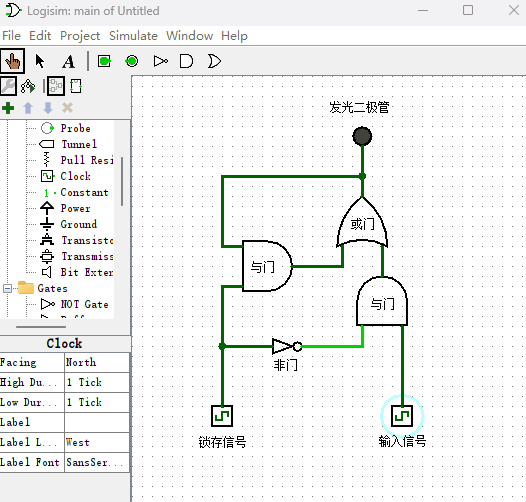 Logisim: main of Untitled
File Edit Project Simulate Window Help
A
Probe
Tunnel
Pull Resi
Clock
1 Constant
Power
Ground
Transisto
Transmiss
Bit Exten
Gates
NOT Gate
Clock
Facing North
High Du... 1 Tick
Low Dur... 1 Tick
Label
Label L... West
Label Font SansSer...
发光二极管
或门
与门
与门
非门
锁存信号
输入信号